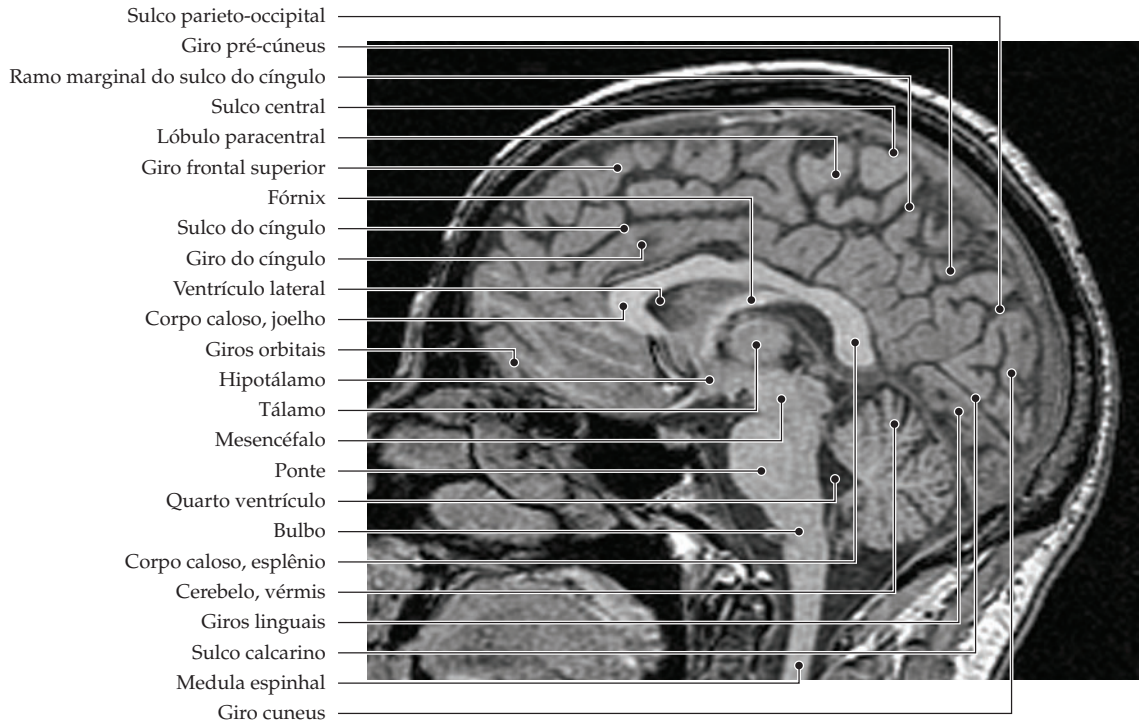 Sulco parieto-occipital
Giro pré-cúneus
Ramo marginal do sulco do cíngulo
Sulco central
Lóbulo paracentral
Giro frontal superior
Fórnix
Sulco do cíngulo
Giro do cíngulo
Ventrículo lateral
Corpo caloso, joelho
Giros orbitais
Hipotálamo
Tálamo
Mesencéfalo
Ponte
Quarto ventrículo
Bulbo
Corpo caloso, esplênio
Cerebelo, vérmis
Giros linguais
Sulco calcarino
Medula espinhal
Giro cuneus